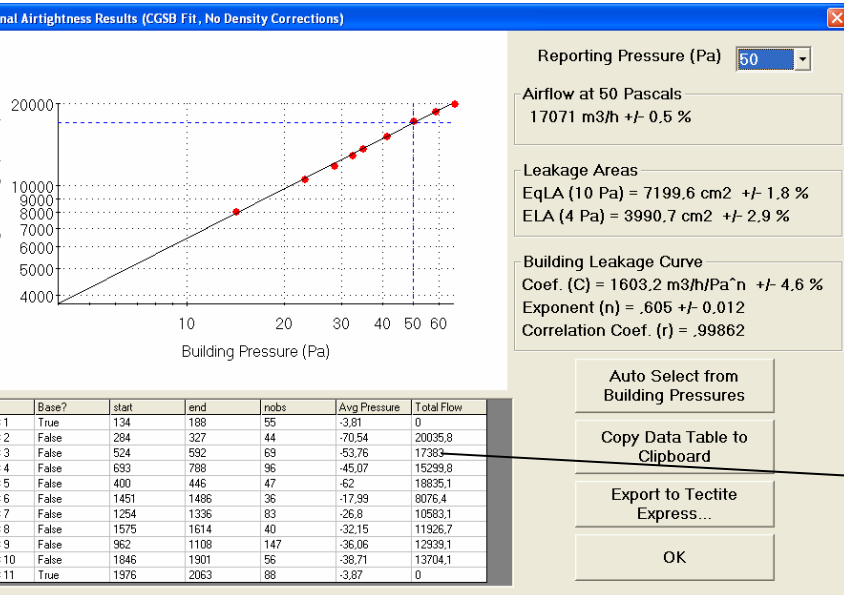 nal Airtightness Results (CGSB Fit, No Density Corrections)
Reporting Pressure (Pa) 50
Airflow at 50 Pascals
17071 m3/h +/- 0,5 %
Leakage Areas
EqLA (10 Pa) = 7199,6 cm2 +/- 1,8 %
ELA (4 Pa) = 3990,7 cm2 +/- 2,9 %
Building Leakage Curve
Coef. (C) = 1603,2 m3/h/Pa^n +/- 4,6 %
Exponent (n) = ,605 +/- 0,012
Correlation Coef. (r) = ,99862
20000
10000
9000
8000
7000
6000
5000
4000
10 20 30 40 50 60
Building Pressure (Pa)
Auto Select from
Building Pressures
Copy Data Table to
Clipboard
Export to Tectite
Express...
OK
Base? start end nobs Avg Pressure Total Flow
1 True 134 188 55 -3,81 0
2 False 284 327 44 -70,54 20035,8
3 False 524 592 69 -53,76 17383
4 False 693 788 96 -45,07 15299,8
5 False 400 446 47 -62 18835,1
6 False 1451 1486 36 -17,99 8076,4
7 False 1254 1336 83 -26,8 10583,1
8 False 1575 1614 40 -32,15 11926,7
9 False 962 1108 147 -36,06 12939,1
10 False 1846 1901 56 -38,71 13704,1
11 True 1976 2063 88 -3,87 0